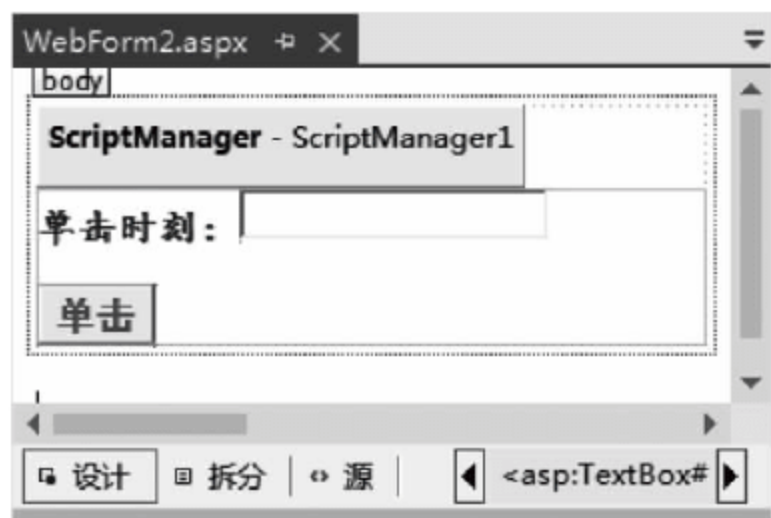 WebForm2.aspx
body
ScriptManager - ScriptManager1
单击时刻：
单击
设计 拆分 源 <asp:TextBox#